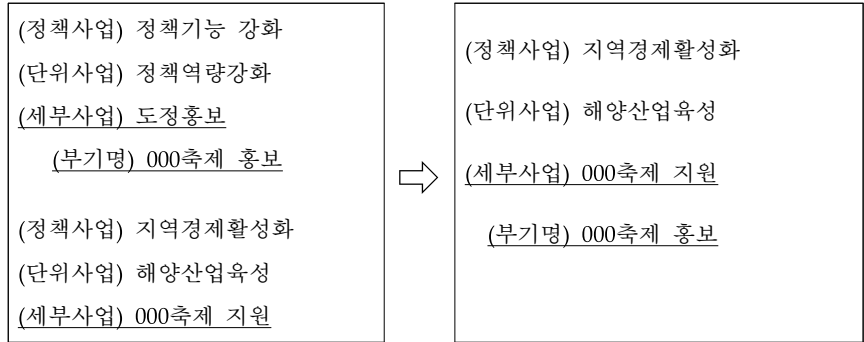 (정책사업) 정책기능 강화
(단위사업) 정책역량강화
(세부사업) 도정홍보
(부기명) 000축제 홍보
(정책사업) 지역경제활성화
(단위사업) 해양산업육성
(세부사업) 000축제 지원
(정책사업) 지역경제활성화
(단위사업) 해양산업육성
(세부사업) 000축제 지원
(부기명) 000축제 홍보